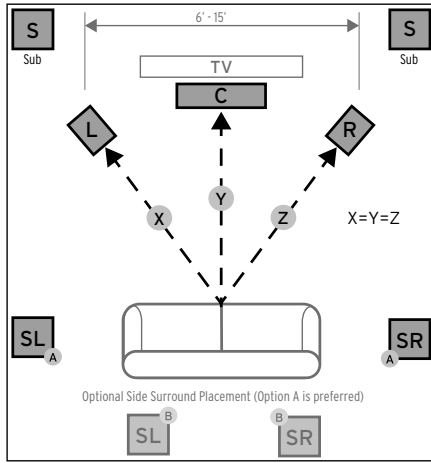 S
6' - 15'
S
Sub
TV
Sub
C
L
R
Y
X
Z
X=Y=Z
SL
A
SR
A
Optional Side Surround Placement (Option A is preferred)
SL
B
B
SR